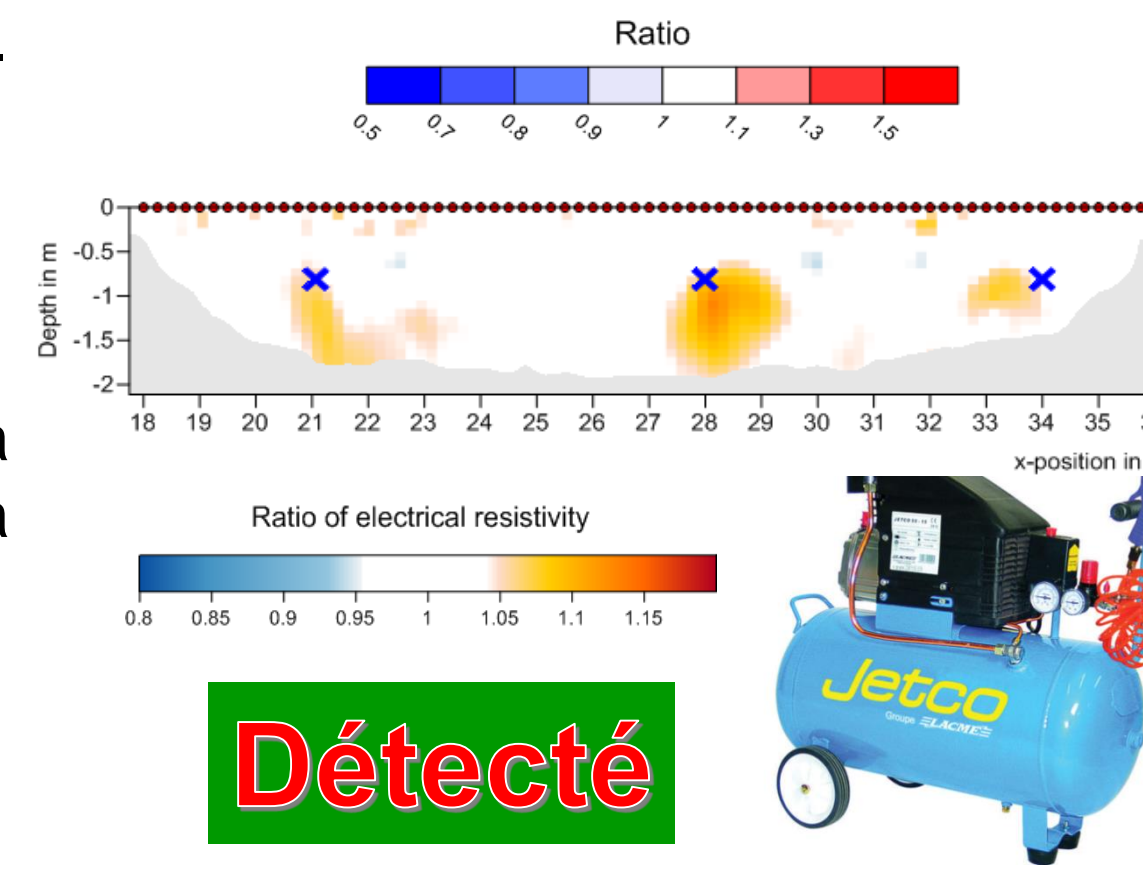 Ratio
0.5 0.7 0.8 0.9 1 1.1 1.3 1.5
Depth in m
0
-0.5
-1
-1.5
-2
18 19 20 21 22 23 24 25 26 27 28 29 30 31 32 33 34 35
x-position in
Ratio of electrical resistivity
0.8 0.85 0.9 0.95 1 1.05 1.1 1.15
Détecté
Jetco
Groupe LACME